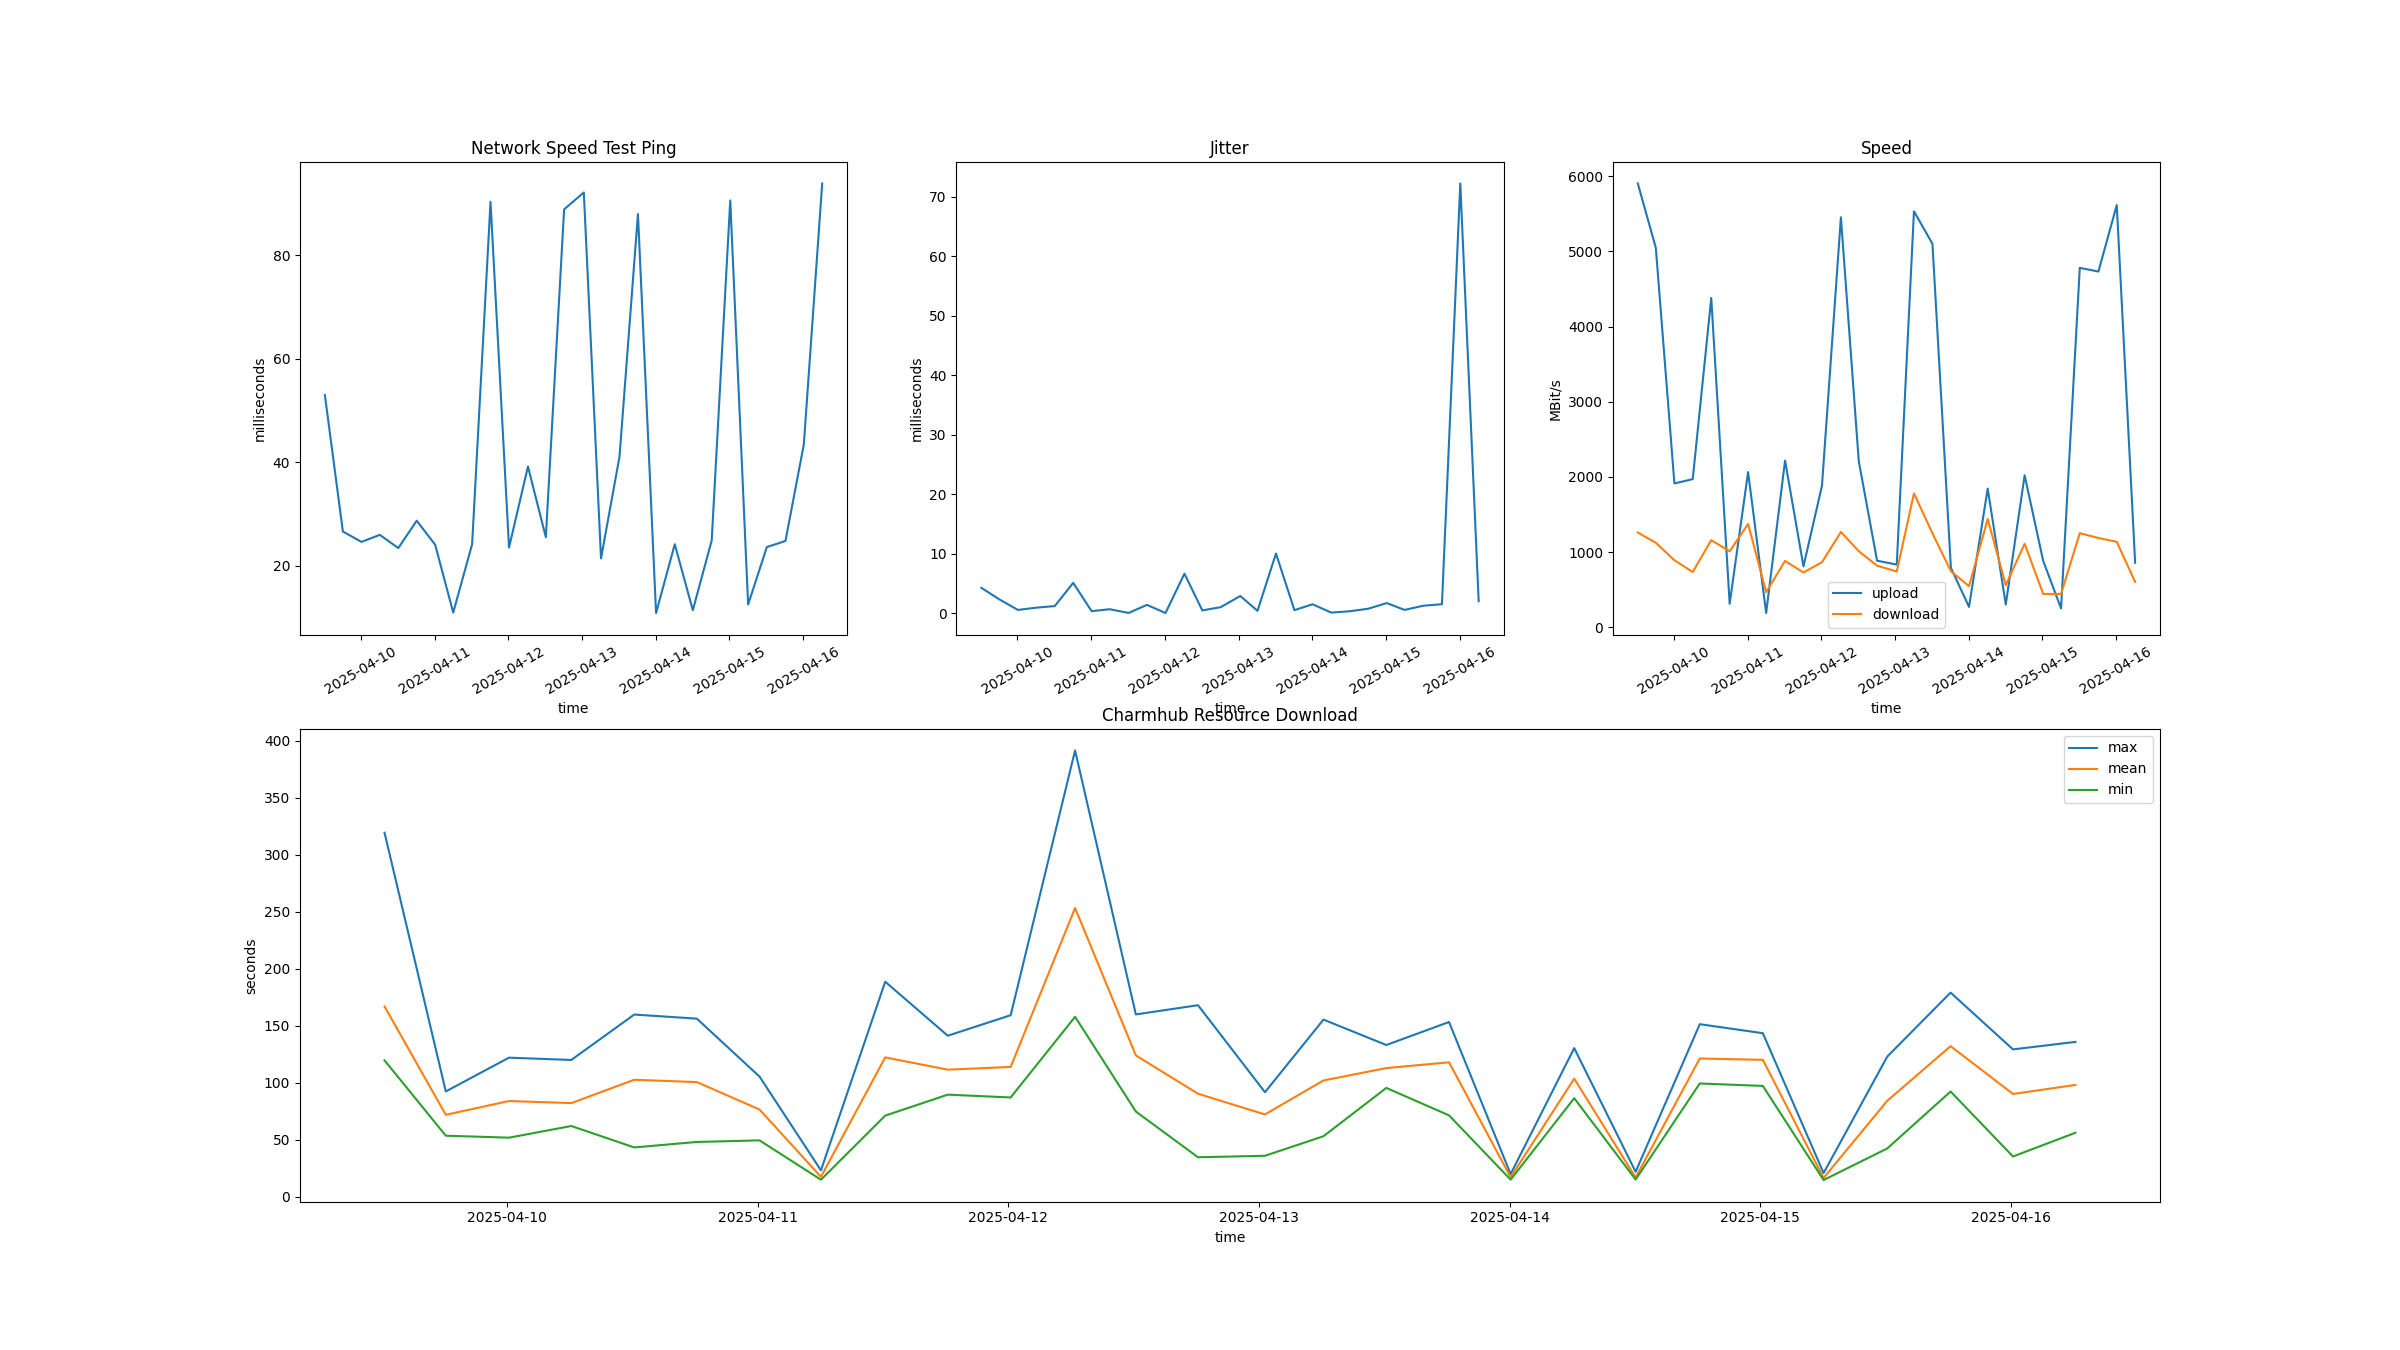 Network Speed Test Ping
milliseconds
80
60
40
20
2025-04-10 2025-04-11 2025-04-12 2025-04-13 2025-04-14 2025-04-15 2025-04-16
time
Jitter
milliseconds
70
60
50
40
30
20
10
0
2025-04-10 2025-04-11 2025-04-12 2025-04-13 2025-04-14 2025-04-15 2025-04-16
time
Speed
MBit/s
6000
5000
4000
3000
2000
1000
0
upload
download
2025-04-10 2025-04-11 2025-04-12 2025-04-13 2025-04-14 2025-04-15 2025-04-16
time
Charmhub Resource Download
seconds
400
350
300
250
200
150
100
50
0
max
mean
min
2025-04-10 2025-04-11 2025-04-12 2025-04-13 2025-04-14 2025-04-15 2025-04-16
time